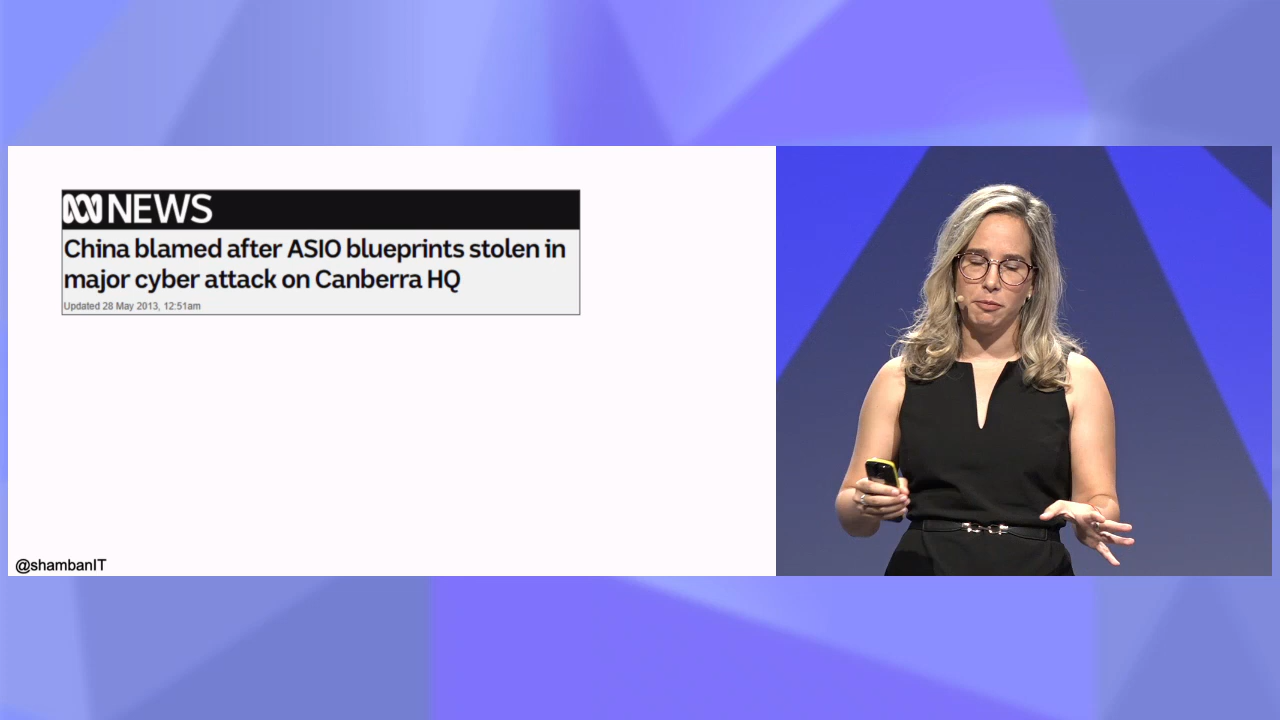 NEWS
China blamed after ASIO blueprints stolen in
major cyber attack on Canberra HQ
Updated 28 May 2013, 12:51am
@shambanIT